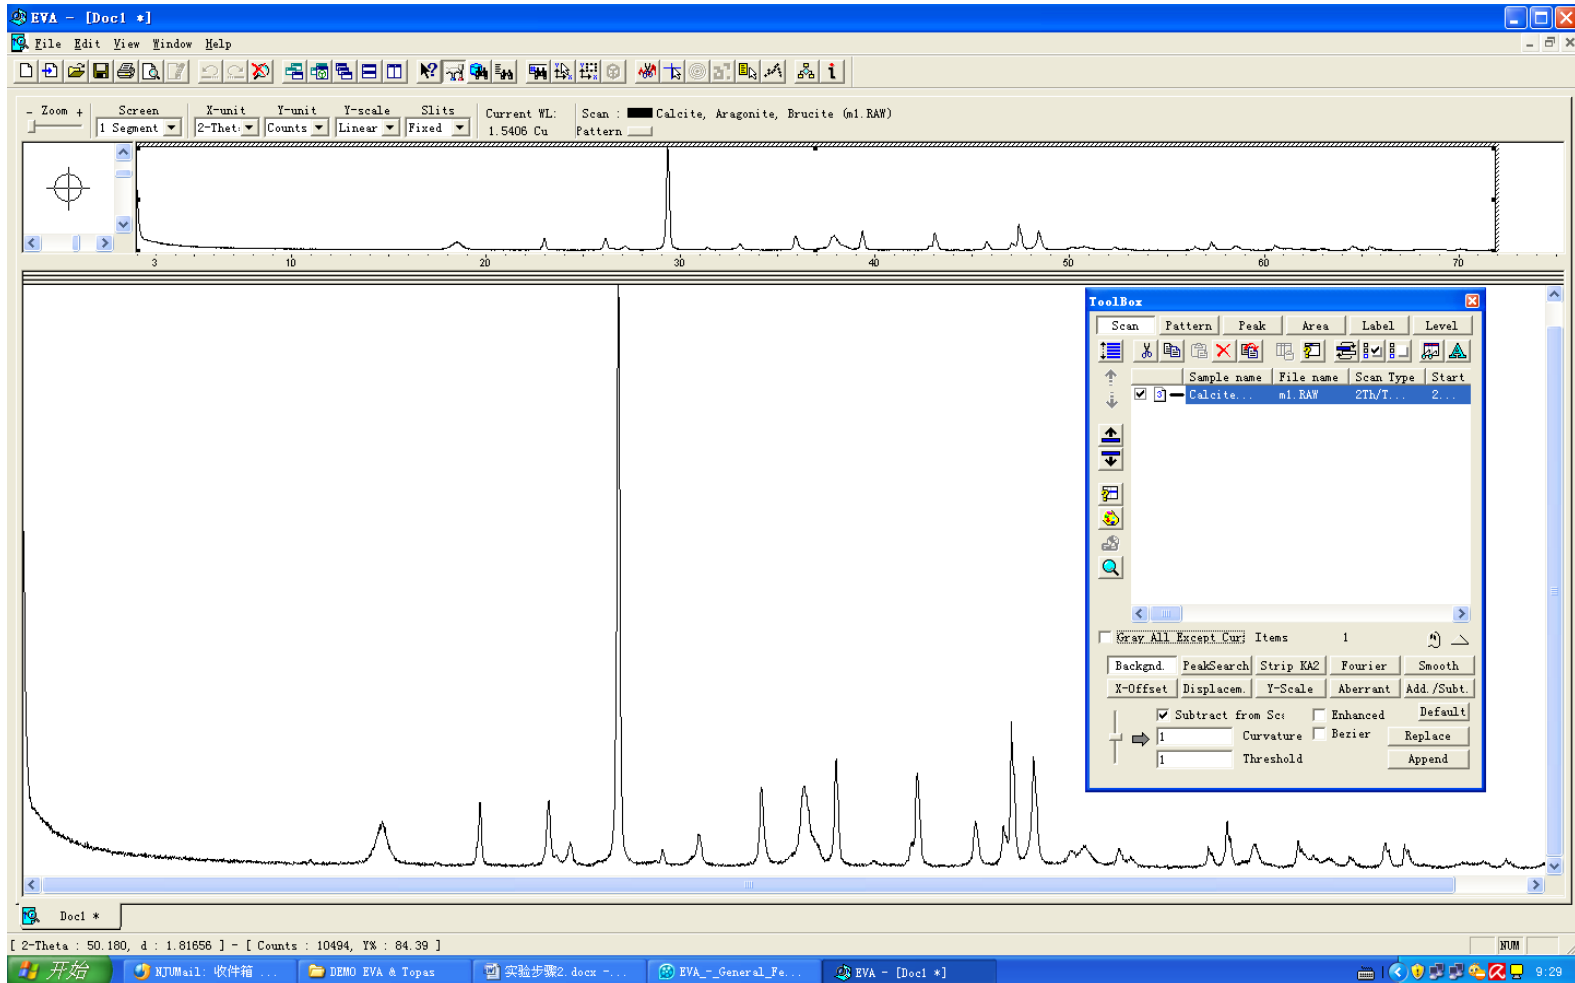 EVA - [Doc1 *]
File Edit View Window Help
- Zoom + Screen X-unit Y-unit Y-scale Slits Current WL: Scan : Calcite, Aragonite, Brucite (m1.RAW)
1 Segment 2-Thet: Counts Linear Fixed 1.5406 Cu Pattern
3 10 20 30 40 50 60 70
ToolBox
Scan Pattern Peak Area Label Level
Sample name File name Scan Type Start
Calcite... m1.RAW 2Th/T... 2...
Gray All Except Cur: Items 1
Backgnd. PeakSearch Strip KA2 Fourier Smooth
X-Offset Displacem. Y-Scale Aberrant Add./Subt.
Subtract from Sc: Enhanced Default
1 Curvature Bezier Replace
1 Threshold Append
Doc1 *
[ 2-Theta : 50.180, d : 1.81656 ] - [ Counts : 10494, Y% : 84.39 ] NUM
开始 NJUMail: 收件箱 ... DEMO EVA & Topas 实验步骤2.docx -... EVA_-_General_Fe... EVA - [Doc1 *] 9:29